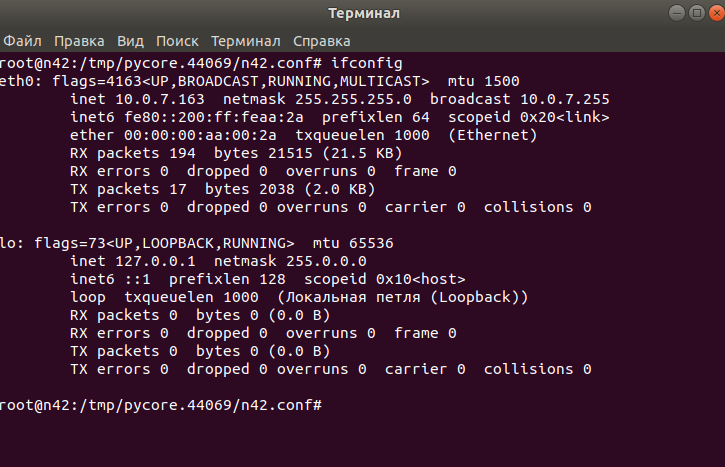 Терминал
Файл Правка Вид Поиск Терминал Справка
root@n42:/tmp/pycore.44069/n42.conf# ifconfig
eth0: flags=4163<UP,BROADCAST,RUNNING,MULTICAST>  mtu 1500
        inet 10.0.7.163  netmask 255.255.255.0  broadcast 10.0.7.255
        inet6 fe80::200:ff:feaa:2a  prefixlen 64  scopeid 0x20<link>
        ether 00:00:00:aa:00:2a  txqueuelen 1000  (Ethernet)
        RX packets 194  bytes 21515 (21.5 KB)
        RX errors 0  dropped 0  overruns 0  frame 0
        TX packets 17  bytes 2038 (2.0 KB)
        TX errors 0  dropped 0 overruns 0  carrier 0  collisions 0

lo: flags=73<UP,LOOPBACK,RUNNING>  mtu 65536
        inet 127.0.0.1  netmask 255.0.0.0
        inet6 ::1  prefixlen 128  scopeid 0x10<host>
        loop  txqueuelen 1000  (Локальная петля (Loopback))
        RX packets 0  bytes 0 (0.0 B)
        RX errors 0  dropped 0  overruns 0  frame 0
        TX packets 0  bytes 0 (0.0 B)
        TX errors 0  dropped 0 overruns 0  carrier 0  collisions 0

root@n42:/tmp/pycore.44069/n42.conf#